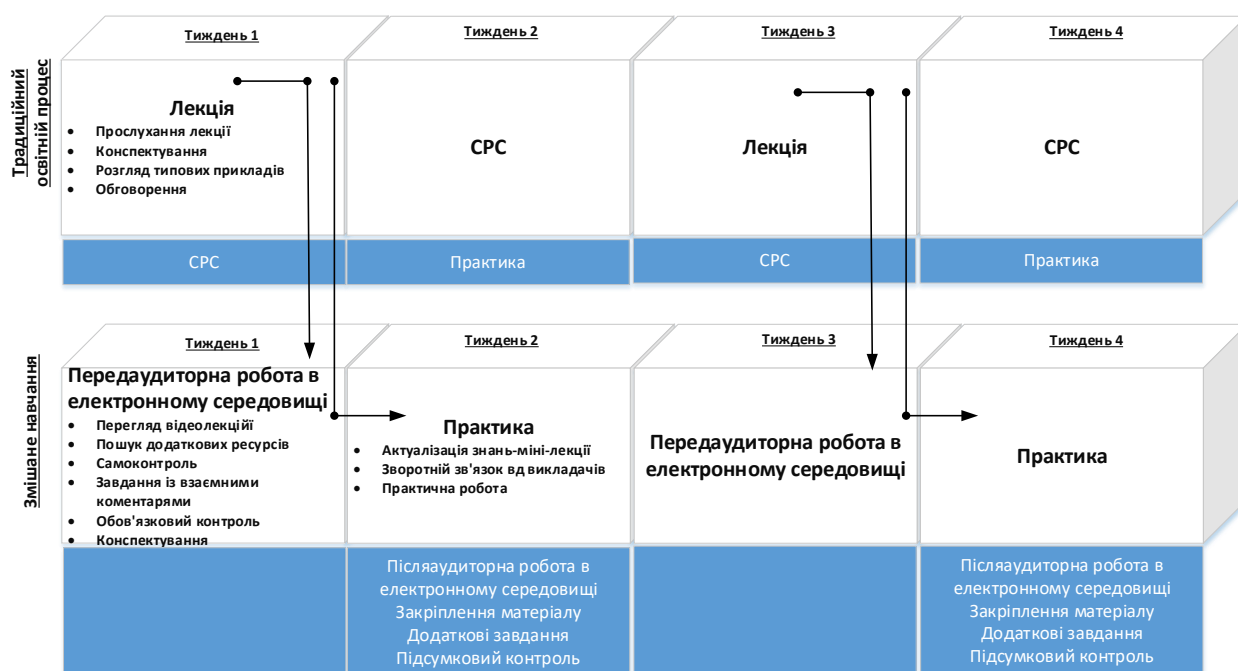 Традиційний
освітній процес
Тиждень 1
Тиждень 2
Тиждень 3
Тиждень 4
Лекція
• Прослухання лекції
• Конспектування
• Розгляд типових прикладів
• Обговорення
СРС
Лекція
СРС
СРС
Практика
СРС
Практика
Змішане навчання
Тиждень 1
Тиждень 2
Тиждень 3
Тиждень 4
Передаудиторна робота в
електронному середовищі
• Перегляд відеолекціїї
• Пошук додаткових ресурсів
• Самоконтроль
• Завдання із взаємними
коментарями
• Обов'язковий контроль
• Конспектування
Практика
• Актуалізація знань-міні-лекції
• Зворотній зв'язок вд викладачів
• Практична робота
Передаудиторна робота в
електронному середовищі
Практика
Післяаудиторна робота в
електронному середовищі
Закріплення матеріалу
Додаткові завдання
Підсумковий контроль
Післяаудиторна робота в
електронному середовищі
Закріплення матеріалу
Додаткові завдання
Підсумковий контроль